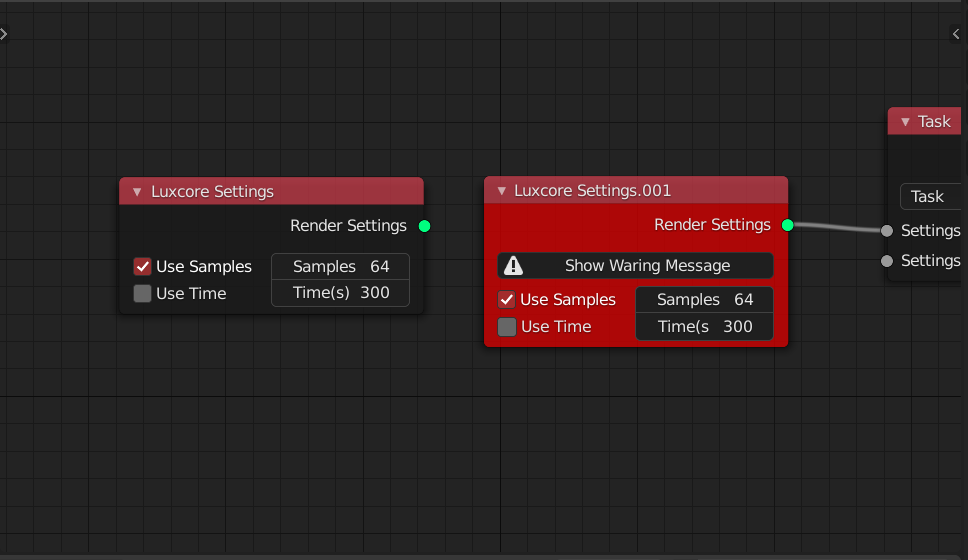 Luxcore Settings
Render Settings
Use Samples
Samples 64
Use Time
Time(s) 300
Luxcore Settings.001
Render Settings
Show Waring Message
Use Samples
Samples 64
Use Time
Time(s 300
Task
Task
Settings
Settings